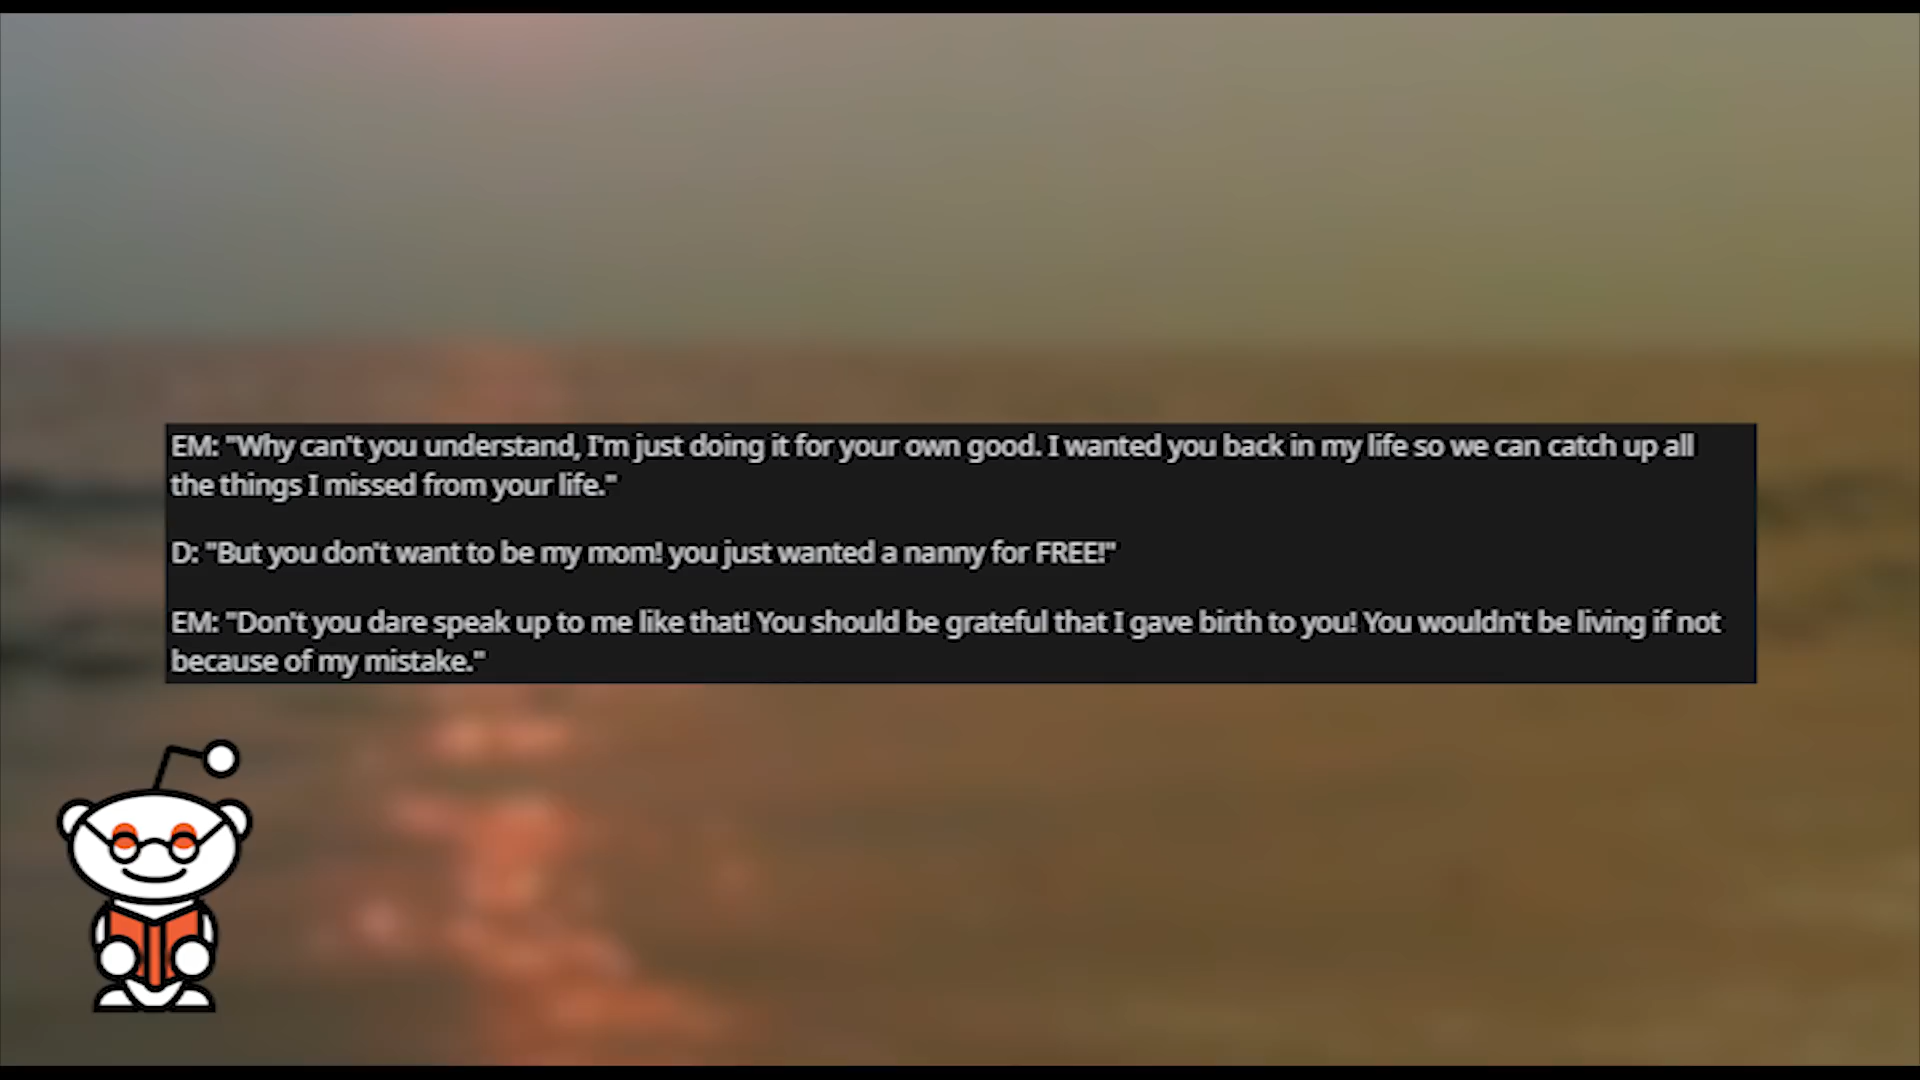 EM: "Why can't you understand, I'm just doing it for your own good. I wanted you back in my life so we can catch up all
the things I missed from your life."
D: "But you don't want to be my mom! you just wanted a nanny for FREE!"
EM: "Don't you dare speak up to me like that! You should be grateful that I gave birth to you! You wouldn't be living if not
because of my mistake."